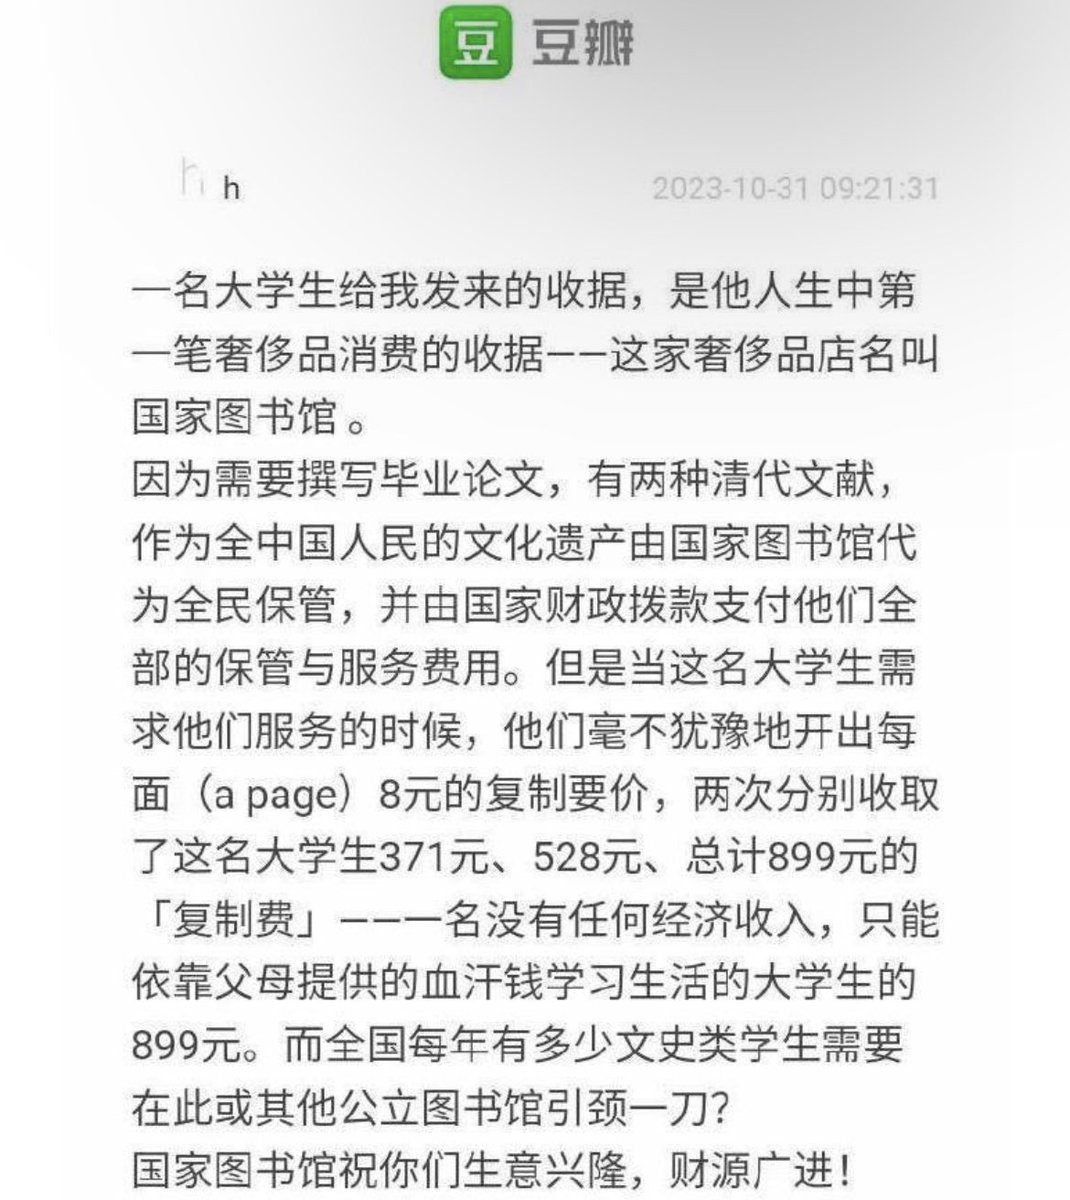 豆 豆瓣
h h 2023-10-31 09:21:31
一名大学生给我发来的收据，是他人生中第
一笔奢侈品消费的收据——这家奢侈品店名叫
国家图书馆。
因为需要撰写毕业论文，有两种清代文献，
作为全中国人民的文化遗产由国家图书馆代
为全民保管，并由国家财政拨款支付他们全
部的保管与服务费用。但是当这名大学生需
求他们服务的时候，他们毫不犹豫地开出每
面（a page）8元的复制要价，两次分别收取
了这名大学生371元、528元、总计899元的
「复制费」——一名没有任何经济收入，只能
依靠父母提供的血汗钱学习生活的大学生的
899元。而全国每年有多少文史类学生需要
在此或其他公立图书馆引颈一刀？
国家图书馆祝你们生意兴隆，财源广进！